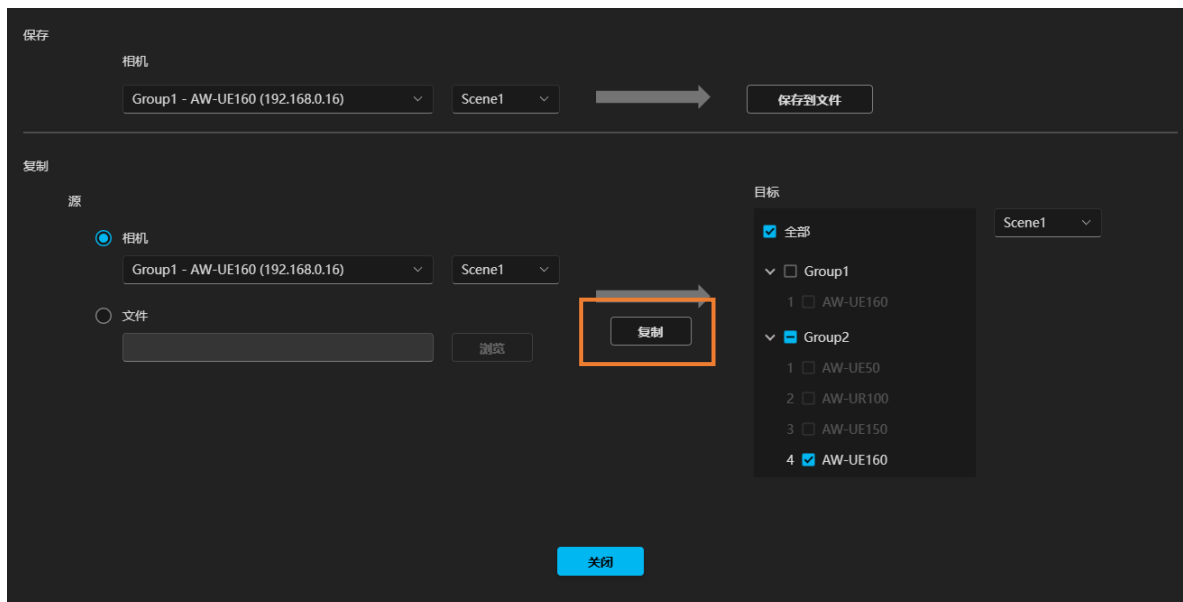 保存
相机
Group1 - AW-UE160 (192.168.0.16)
Scene1
保存到文件
复制
源
相机
Group1 - AW-UE160 (192.168.0.16)
Scene1
文件
浏览
复制
目标
全部
Scene1
Group1
1 AW-UE160
Group2
1 AW-UE50
2 AW-UR100
3 AW-UE150
4 AW-UE160
关闭